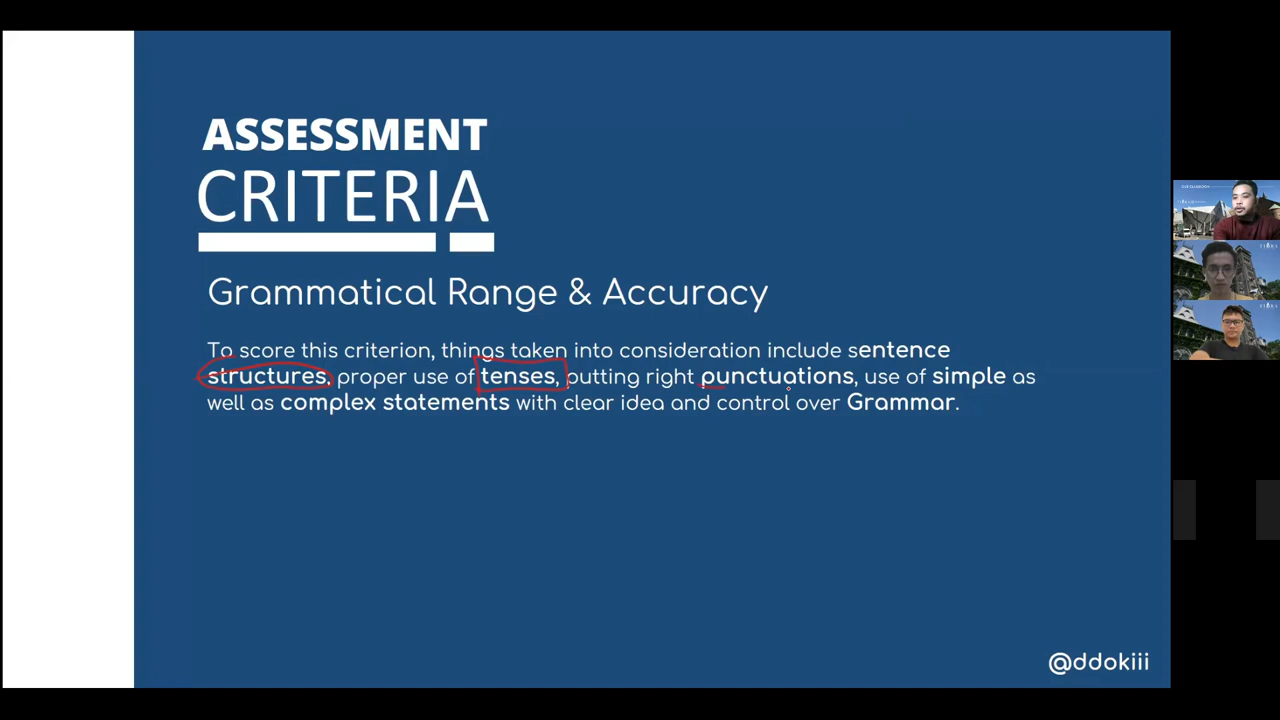 ASSESSMENT
CRITERIA
Grammatical Range & Accuracy
To score this criterion, things taken into consideration include sentence
structures, proper use of tenses, putting right punctuations, use of simple as
well as complex statements with clear idea and control over Grammar.
@ddokiii